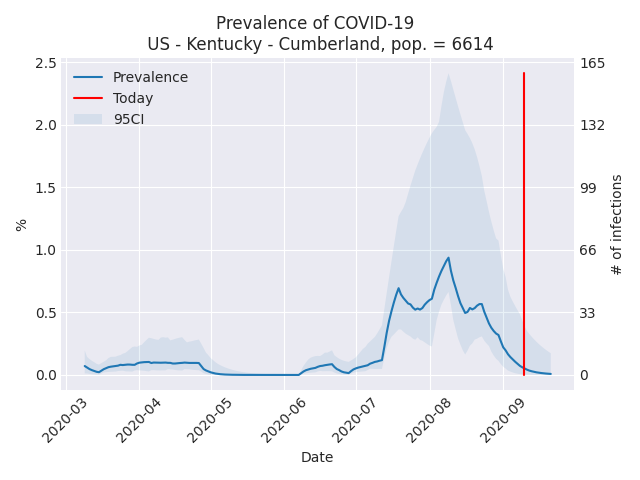 Prevalence of COVID-19
US - Kentucky - Cumberland, pop. = 6614
Prevalence
Today
95CI
2.5
2.0
1.5
1.0
0.5
0.0
%
165
132
99
66
33
0
# of infections
2020-03
2020-04
2020-05
2020-06
2020-07
2020-08
2020-09
Date